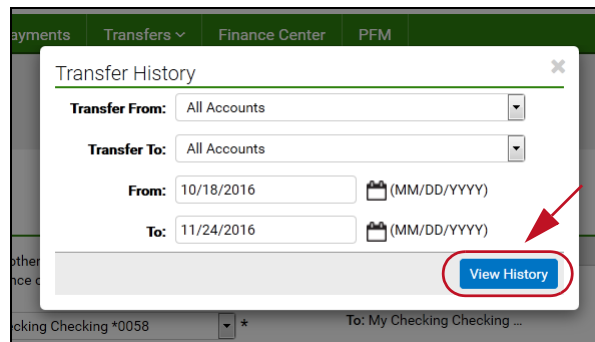 ayments Transfers Finance Center PFM
Transfer History ×
Transfer From: All Accounts
Transfer To: All Accounts
From: 10/18/2016 (MM/DD/YYYY)
To: 11/24/2016 (MM/DD/YYYY)
View History
other
nce
cking Checking *0058 * To: My Checking Checking ...